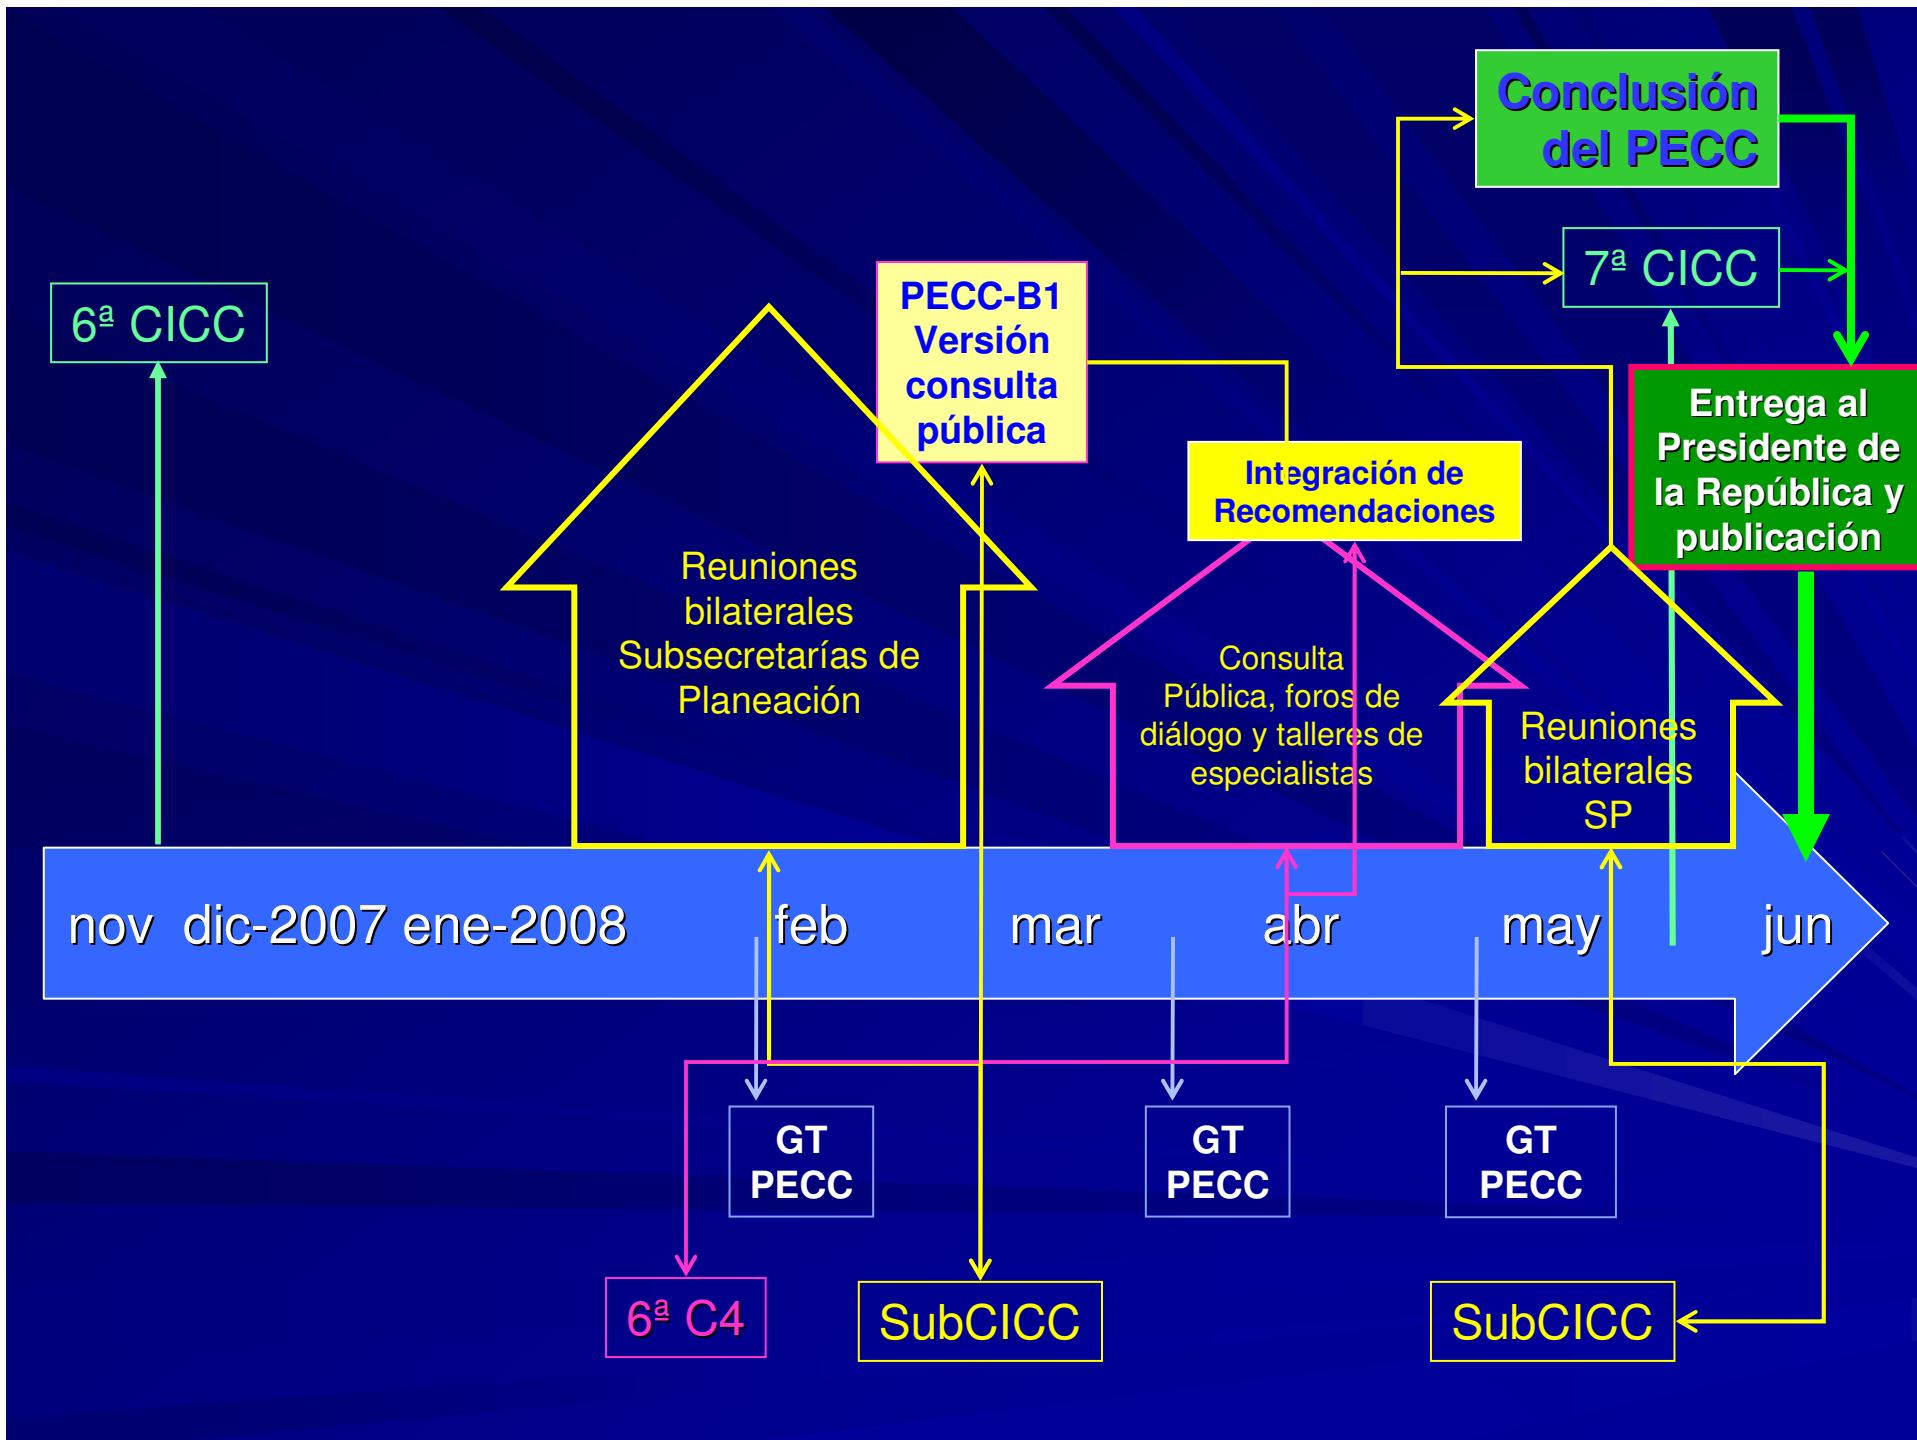 Conclusión
del PECC
7ª CICC
6ª CICC
PECC-B1
Versión
consulta
pública
Entrega al
Presidente de
la República y
publicación
Integración de
Recomendaciones
Reuniones
bilaterales
Subsecretarías de
Planeación
Consulta
Pública, foros de
diálogo y talleres de
especialistas
Reuniones
bilaterales
SP
nov dic-2007 ene-2008 feb mar abr may jun
GT
PECC
GT
PECC
GT
PECC
6ª C4
SubCICC
SubCICC